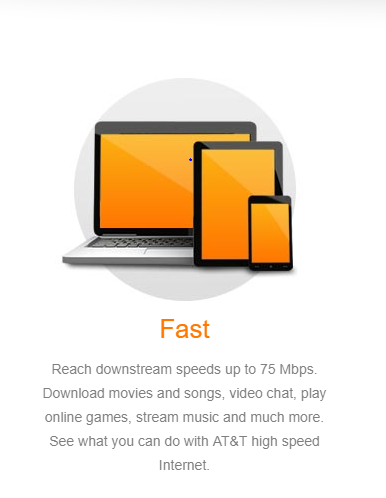 Fast
Reach downstream speeds up to 75 Mbps.
Download movies and songs, video chat, play
online games, stream music and much more.
See what you can do with AT&T high speed
Internet.